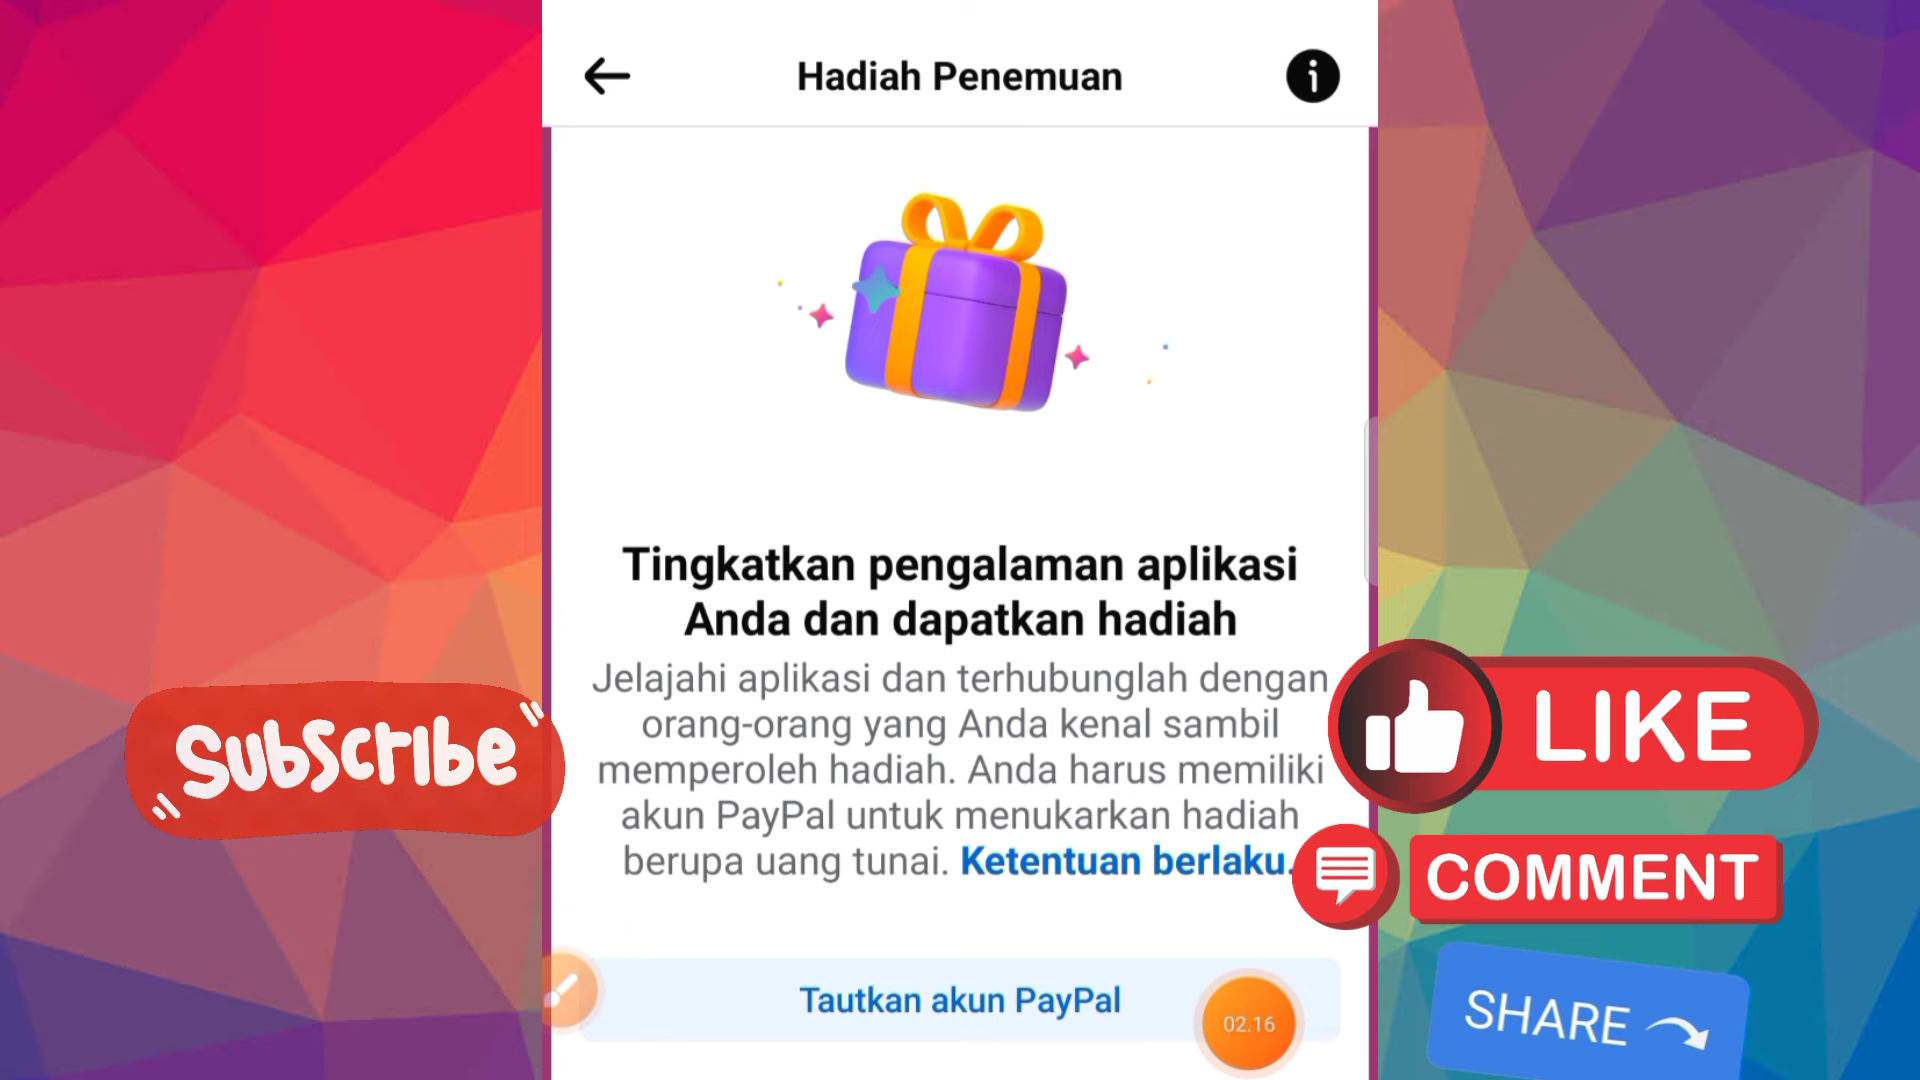 Hadiah Penemuan
Tingkatkan pengalaman aplikasi
Anda dan dapatkan hadiah
Jelajahi aplikasi dan terhubunglah dengan
orang-orang yang Anda kenal sambil
memperoleh hadiah. Anda harus memiliki
akun PayPal untuk menukarkan hadiah
berupa uang tunai. Ketentuan berlaku.
Tautkan akun PayPal
02.16
Subscribe
LIKE
COMMENT
SHARE